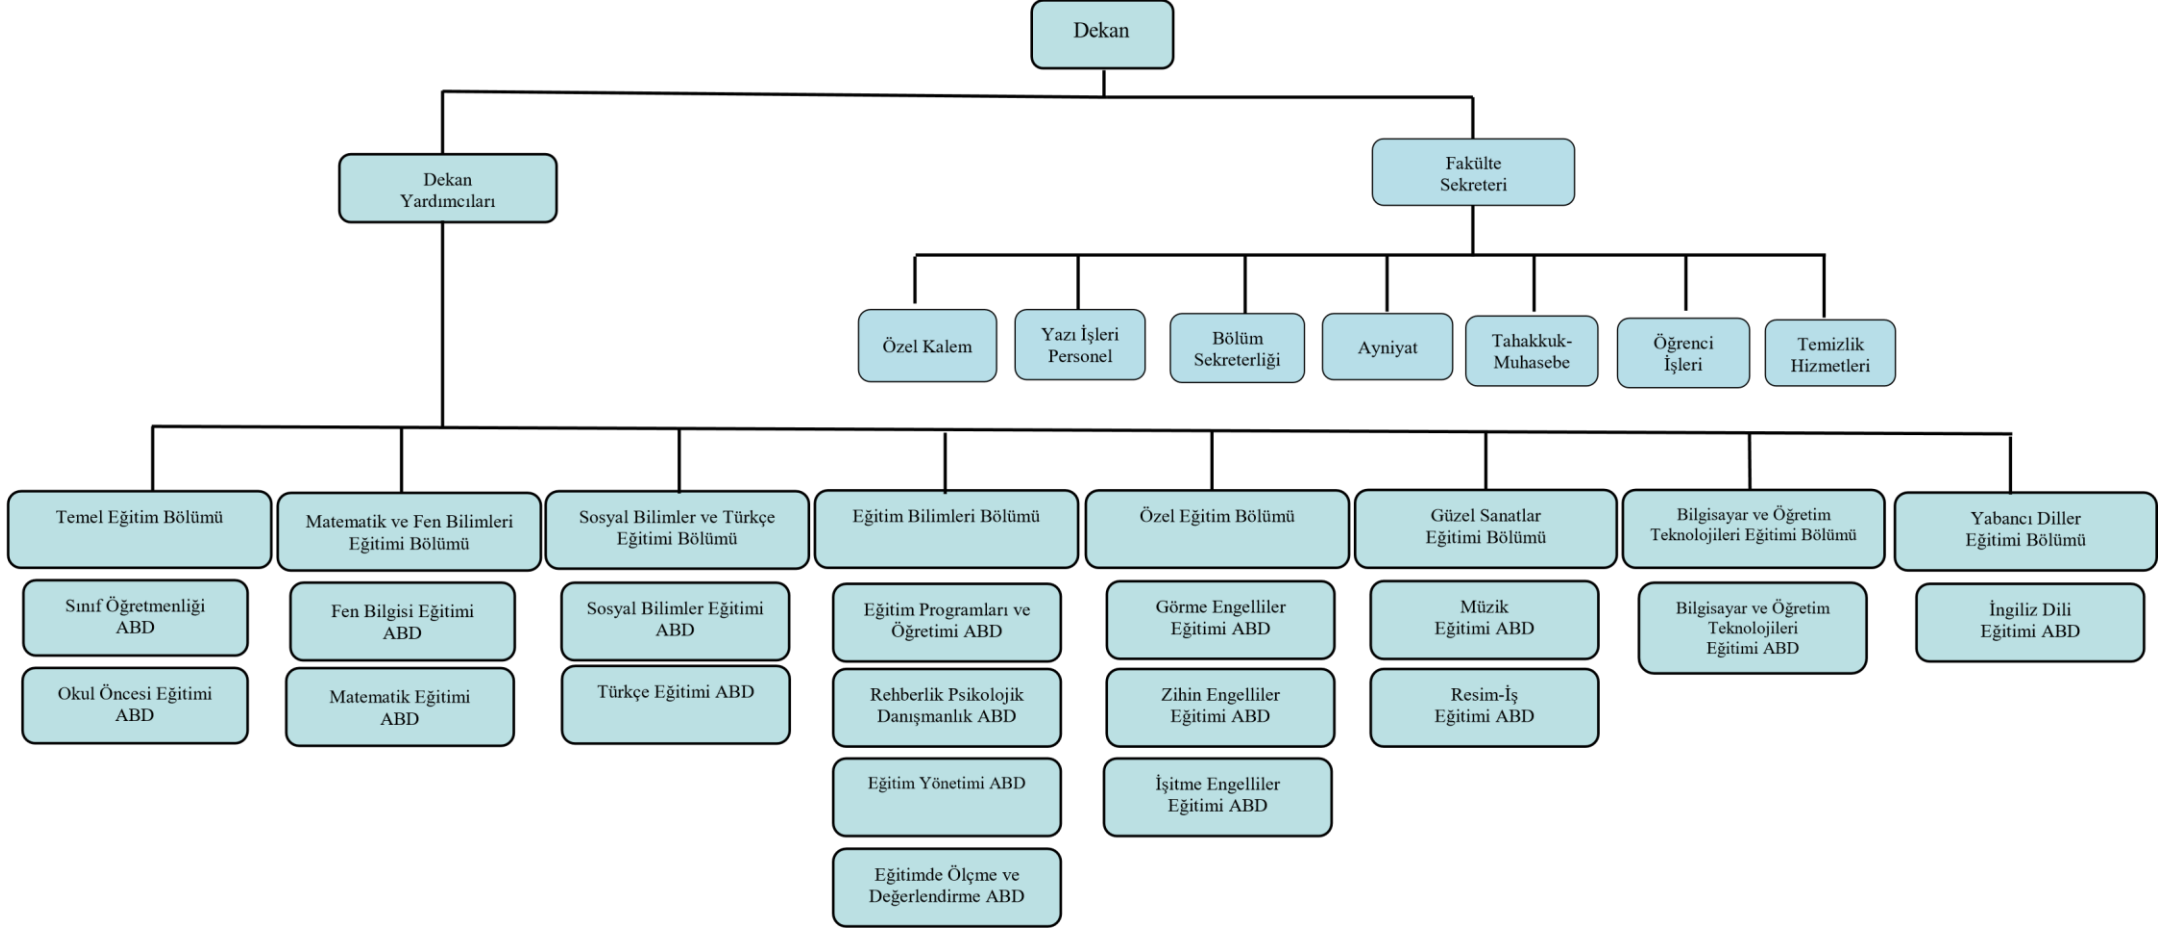 Dekan
Dekan
Yardımcıları
Fakülte
Sekreteri
Özel Kalem
Yazı İşleri
Personel
Bölüm
Sekreterliği
Ayniyat
Tahakkuk-
Muhasebe
Öğrenci
İşleri
Temizlik
Hizmetleri
Temel Eğitim Bölümü
Matematik ve Fen Bilimleri
Eğitimi Bölümü
Sosyal Bilimler ve Türkçe
Eğitimi Bölümü
Eğitim Bilimleri Bölümü
Özel Eğitim Bölümü
Güzel Sanatlar
Eğitimi Bölümü
Bilgisayar ve Öğretim
Teknolojileri Eğitimi Bölümü
Yabancı Diller
Eğitimi Bölümü
Sınıf Öğretmenliği
ABD
Fen Bilgisi Eğitimi
ABD
Sosyal Bilimler Eğitimi
ABD
Eğitim Programları ve
Öğretimi ABD
Görme Engelliler
Eğitimi ABD
Müzik
Eğitimi ABD
Bilgisayar ve Öğretim
Teknolojileri
Eğitimi ABD
İngiliz Dili
Eğitimi ABD
Okul Öncesi Eğitimi
ABD
Matematik Eğitimi
ABD
Türkçe Eğitimi ABD
Rehberlik Psikolojik
Danışmanlık ABD
Zihin Engelliler
Eğitimi ABD
Resim-İş
Eğitimi ABD
Eğitim Yönetimi ABD
İşitme Engelliler
Eğitimi ABD
Eğitimde Ölçme ve
Değerlendirme ABD